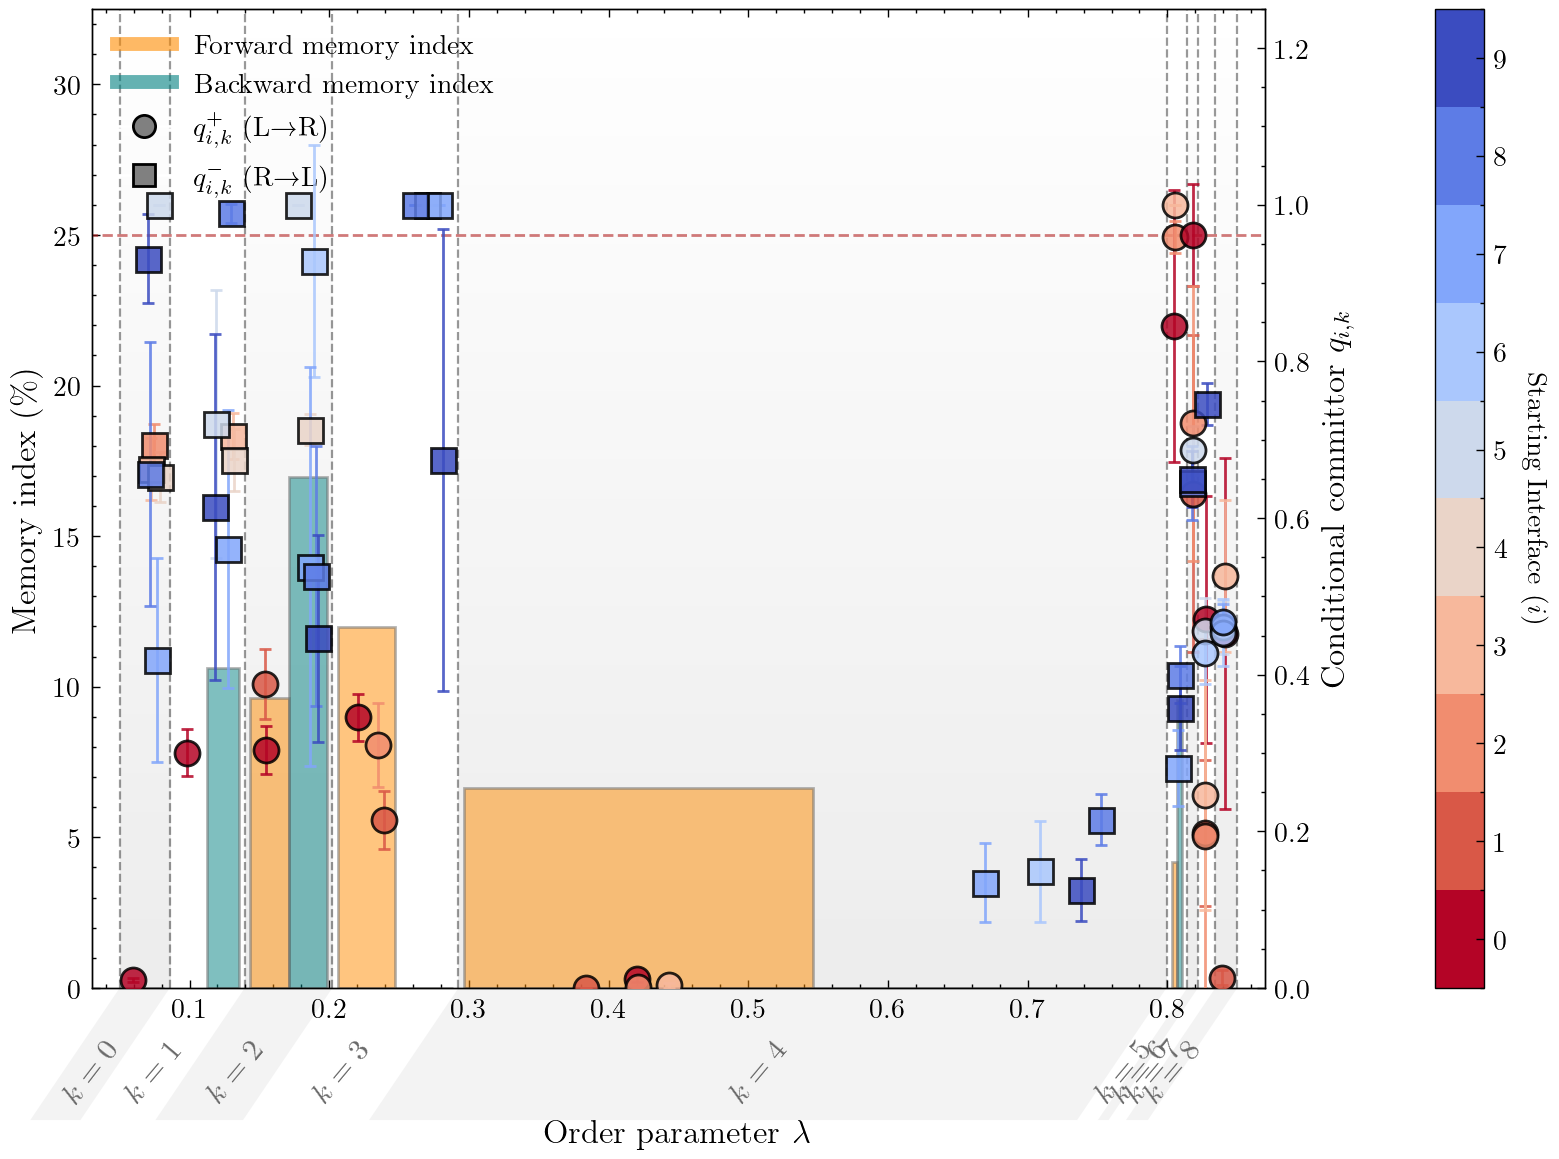 Forward memory index
Backward memory index
q⁺ᵢ,ₖ (L→R)
q⁻ᵢ,ₖ (R→L)
Memory index (%)
30
25
20
15
10
5
0
0.1
0.2
0.3
0.4
0.5
0.6
0.7
0.8
k = 0
k = 1
k = 2
k = 3
k = 4
k = 5
k = 6
k = 7
k = 8
Order parameter λ
1.2
1.0
0.8
0.6
0.4
0.2
0.0
Conditional committor qᵢ,ₖ
9
8
7
6
5
4
3
2
1
0
Starting Interface (i)